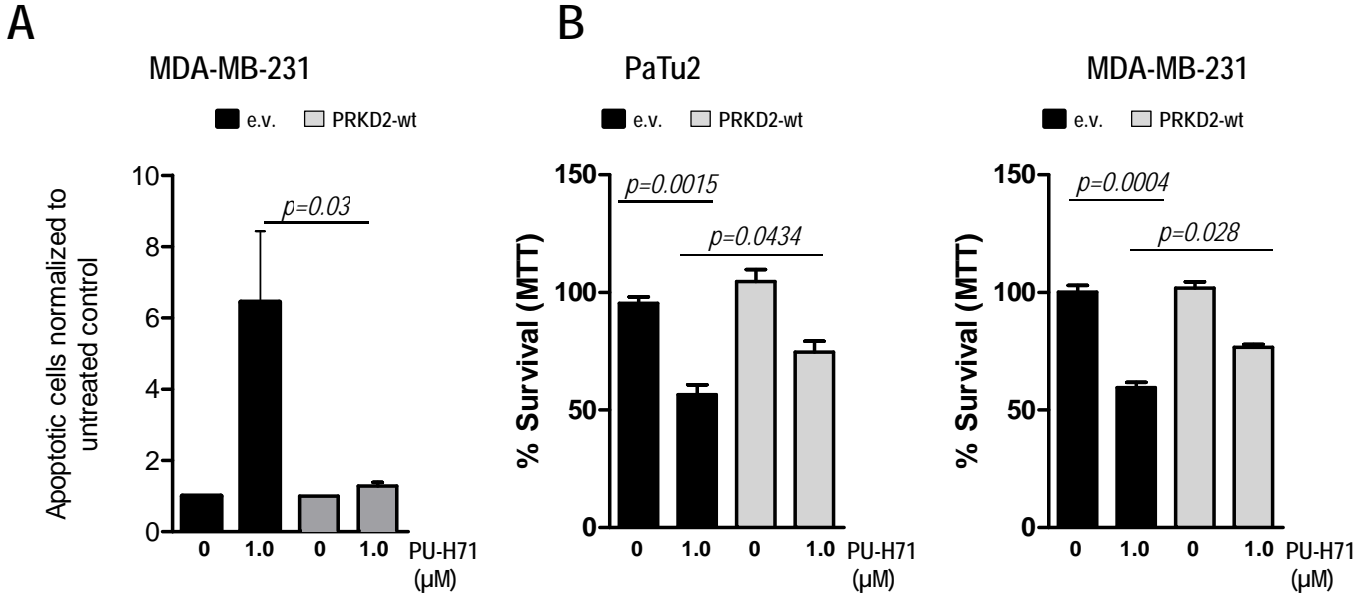 A
MDA-MB-231
e.v. PRKD2-wt
Apoptotic cells normalized to
untreated control
10
8
6
4
2
0
p=0.03
0 1.0 0 1.0 PU-H71
(µM)
B
PaTu2
e.v. PRKD2-wt
% Survival (MTT)
150
100
50
0
p=0.0015
p=0.0434
0 1.0 0 1.0 PU-H71
(µM)
MDA-MB-231
e.v. PRKD2-wt
% Survival (MTT)
150
100
50
0
p=0.0004
p=0.028
0 1.0 0 1.0 PU-H71
(µM)